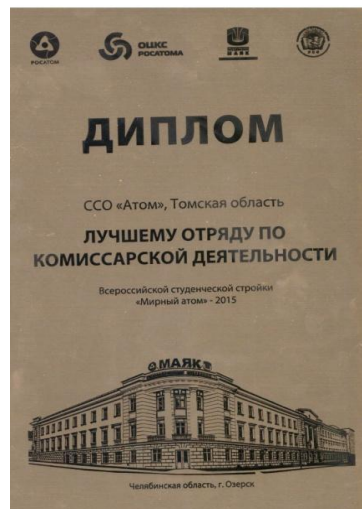 РОСАТОМ
ОЦКС
РОСАТОМА
МАЯК
ДИПЛОМ
ССО «Атом», Томская область
ЛУЧШЕМУ ОТРЯДУ ПО
КОМИССАРСКОЙ ДЕЯТЕЛЬНОСТИ
Всероссийской студенческой стройки
«Мирный атом» - 2015
МАЯК
Челябинская область, г. Озерск